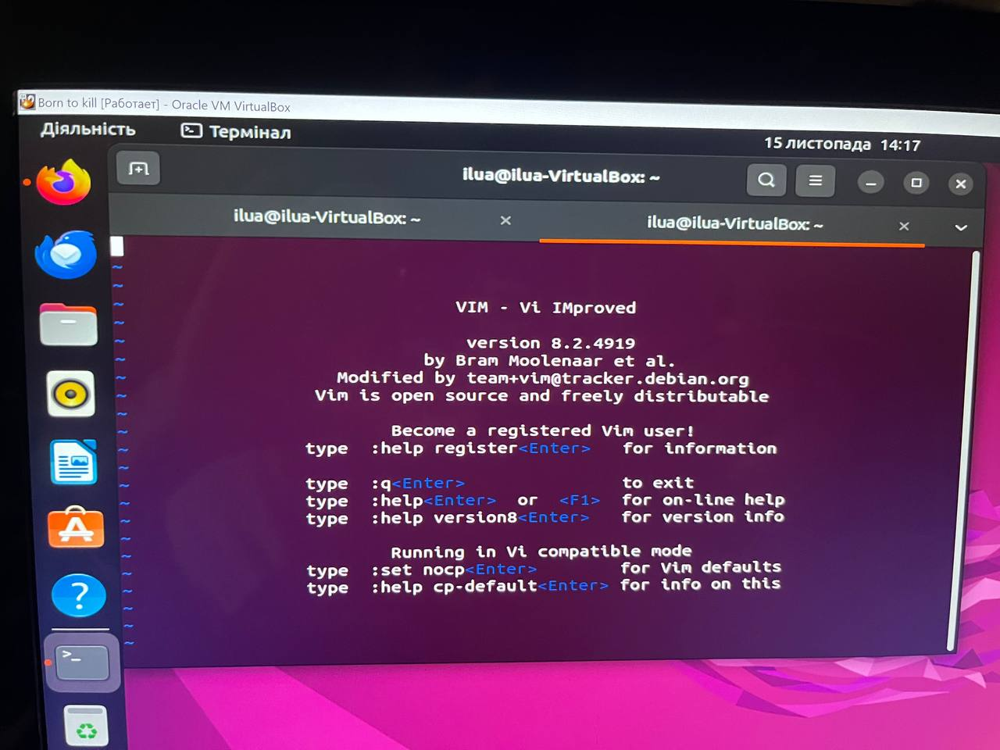 Born to kill [Работает] - Oracle VM VirtualBox
Діяльність Термінал 15 листопада 14:17
ilua@ilua-VirtualBox: ~
ilua@ilua-VirtualBox: ~ ilua@ilua-VirtualBox: ~
~
~
~
VIM - Vi IMproved
~
~
version 8.2.4919
~
by Bram Moolenaar et al.
~
Modified by team+vim@tracker.debian.org
~
Vim is open source and freely distributable
~
~
Become a registered Vim user!
~
type :help register<Enter> for information
~
~
type :q<Enter> to exit
~
type :help<Enter> or <F1> for on-line help
~
type :help version8<Enter> for version info
~
~
Running in Vi compatible mode
~
type :set nocp<Enter> for Vim defaults
~
type :help cp-default<Enter> for info on this
~
~
~